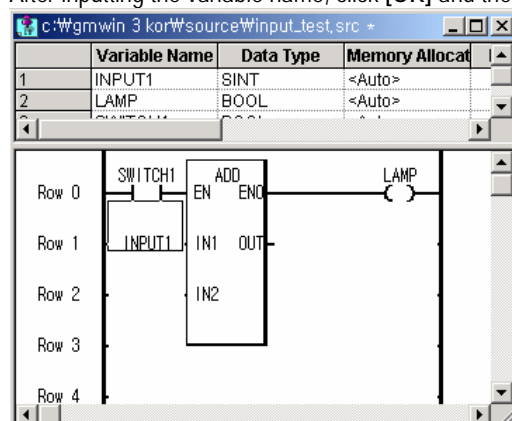 After inputting the variable name, click [OK] and the
c:₩gmwin 3 kor₩source₩input_test.src *
Variable Name Data Type Memory Allocat
1 INPUT1 SINT <Auto>
2 LAMP BOOL <Auto>
SWITCH1 ADD LAMP
Row 0 EN ENO
Row 1 INPUT1 IN1 OUT
Row 2 IN2
Row 3
Row 4